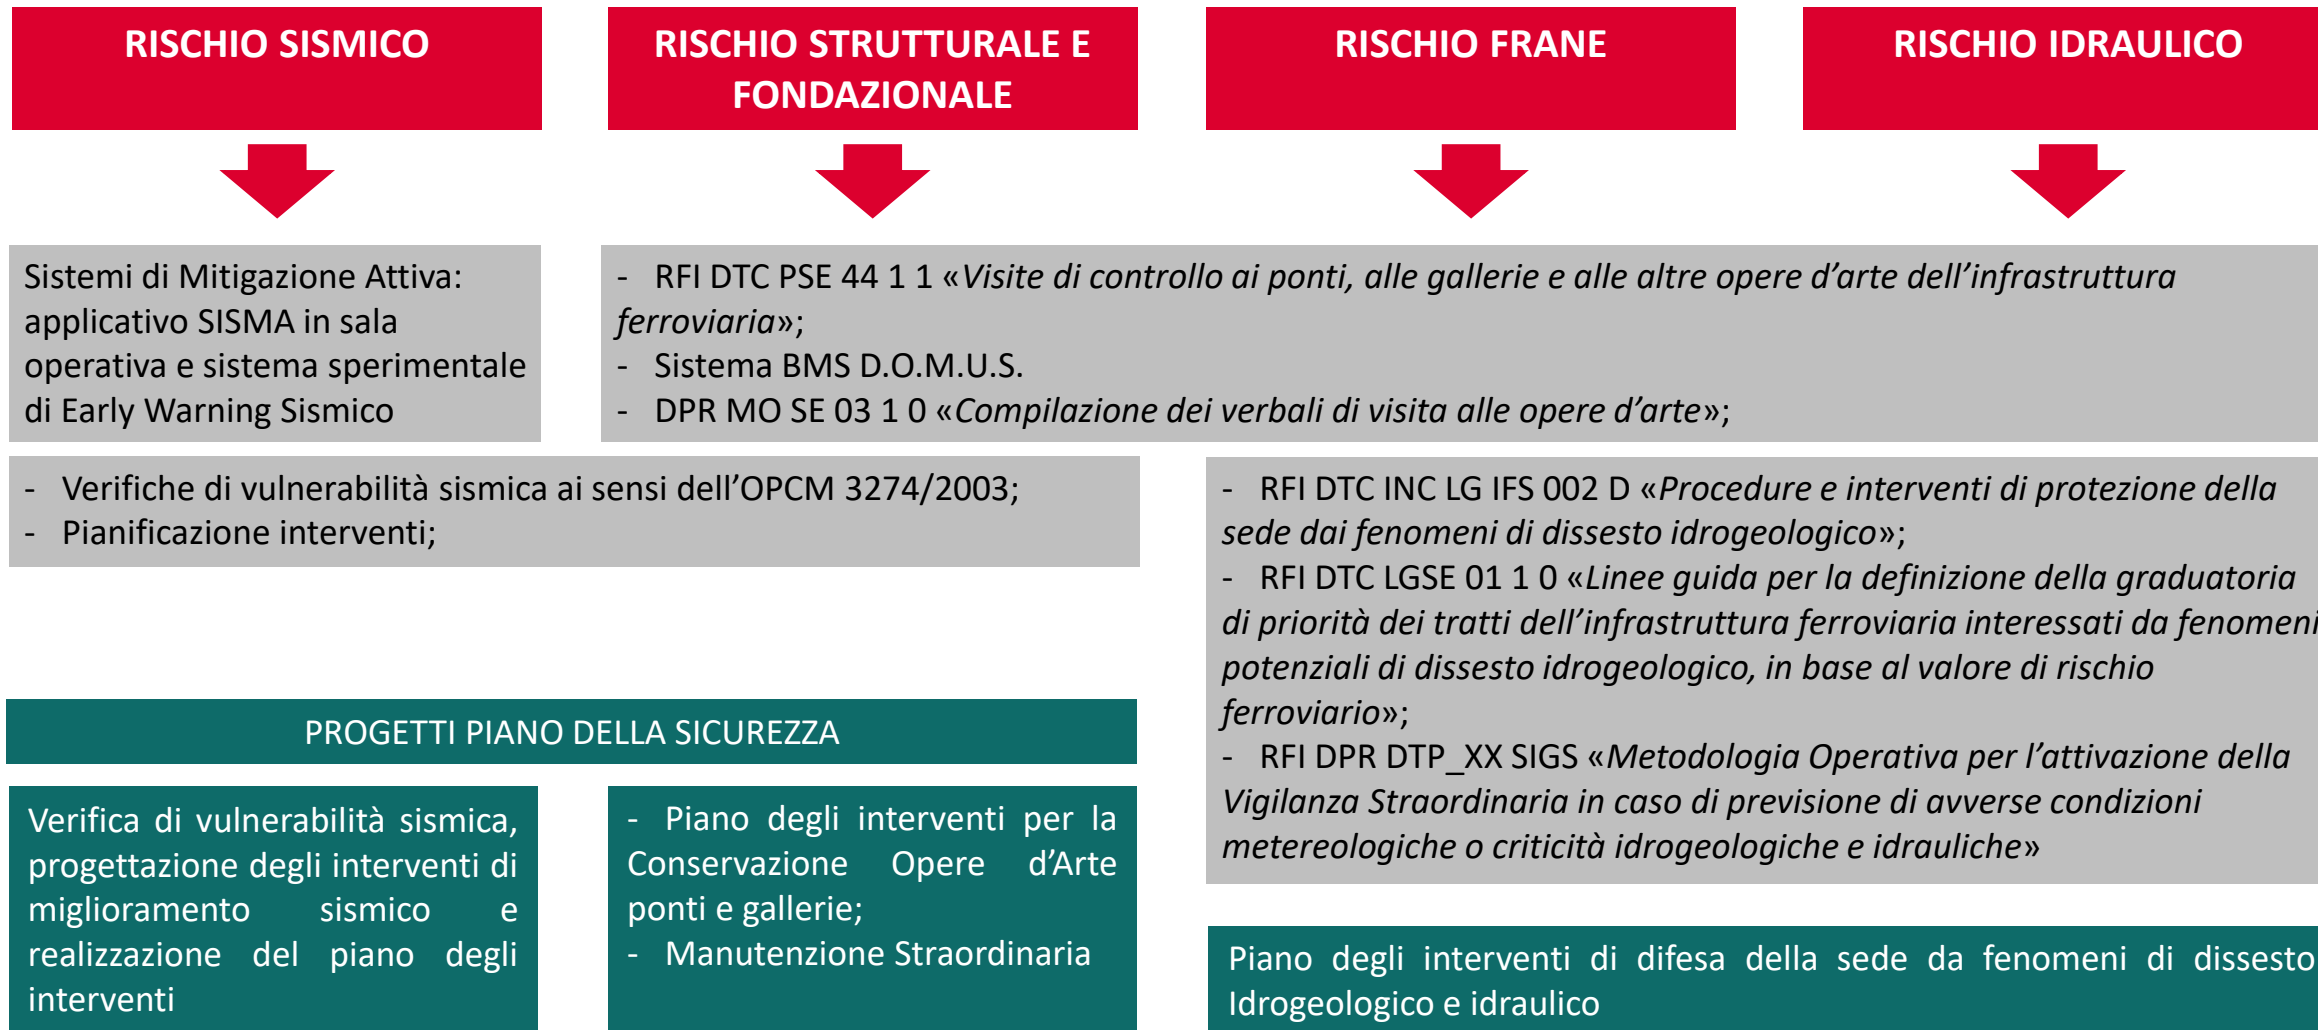 RISCHIO SISMICO
RISCHIO STRUTTURALE E
FONDAZIONALE
RISCHIO FRANE
RISCHIO IDRAULICO
Sistemi di Mitigazione Attiva:
applicativo SISMA in sala
operativa e sistema sperimentale
di Early Warning Sismico
- RFI DTC PSE 44 1 1 «Visite di controllo ai ponti, alle gallerie e alle altre opere d’arte dell’infrastruttura
ferroviaria»;
- Sistema BMS D.O.M.U.S.
- DPR MO SE 03 1 0 «Compilazione dei verbali di visita alle opere d’arte»;
- Verifiche di vulnerabilità sismica ai sensi dell’OPCM 3274/2003;
- Pianificazione interventi;
- RFI DTC INC LG IFS 002 D «Procedure e interventi di protezione della
sede dai fenomeni di dissesto idrogeologico»;
- RFI DTC LGSE 01 1 0 «Linee guida per la definizione della graduatoria
di priorità dei tratti dell’infrastruttura ferroviaria interessati da fenomeni
potenziali di dissesto idrogeologico, in base al valore di rischio
ferroviario»;
- RFI DPR DTP_XX SIGS «Metodologia Operativa per l’attivazione della
Vigilanza Straordinaria in caso di previsione di avverse condizioni
metereologiche o criticità idrogeologiche e idrauliche»
PROGETTI PIANO DELLA SICUREZZA
Verifica di vulnerabilità sismica,
progettazione degli interventi di
miglioramento sismico e
realizzazione del piano degli
interventi
- Piano degli interventi per la
Conservazione Opere d’Arte
ponti e gallerie;
- Manutenzione Straordinaria
Piano degli interventi di difesa della sede da fenomeni di dissesto
Idrogeologico e idraulico